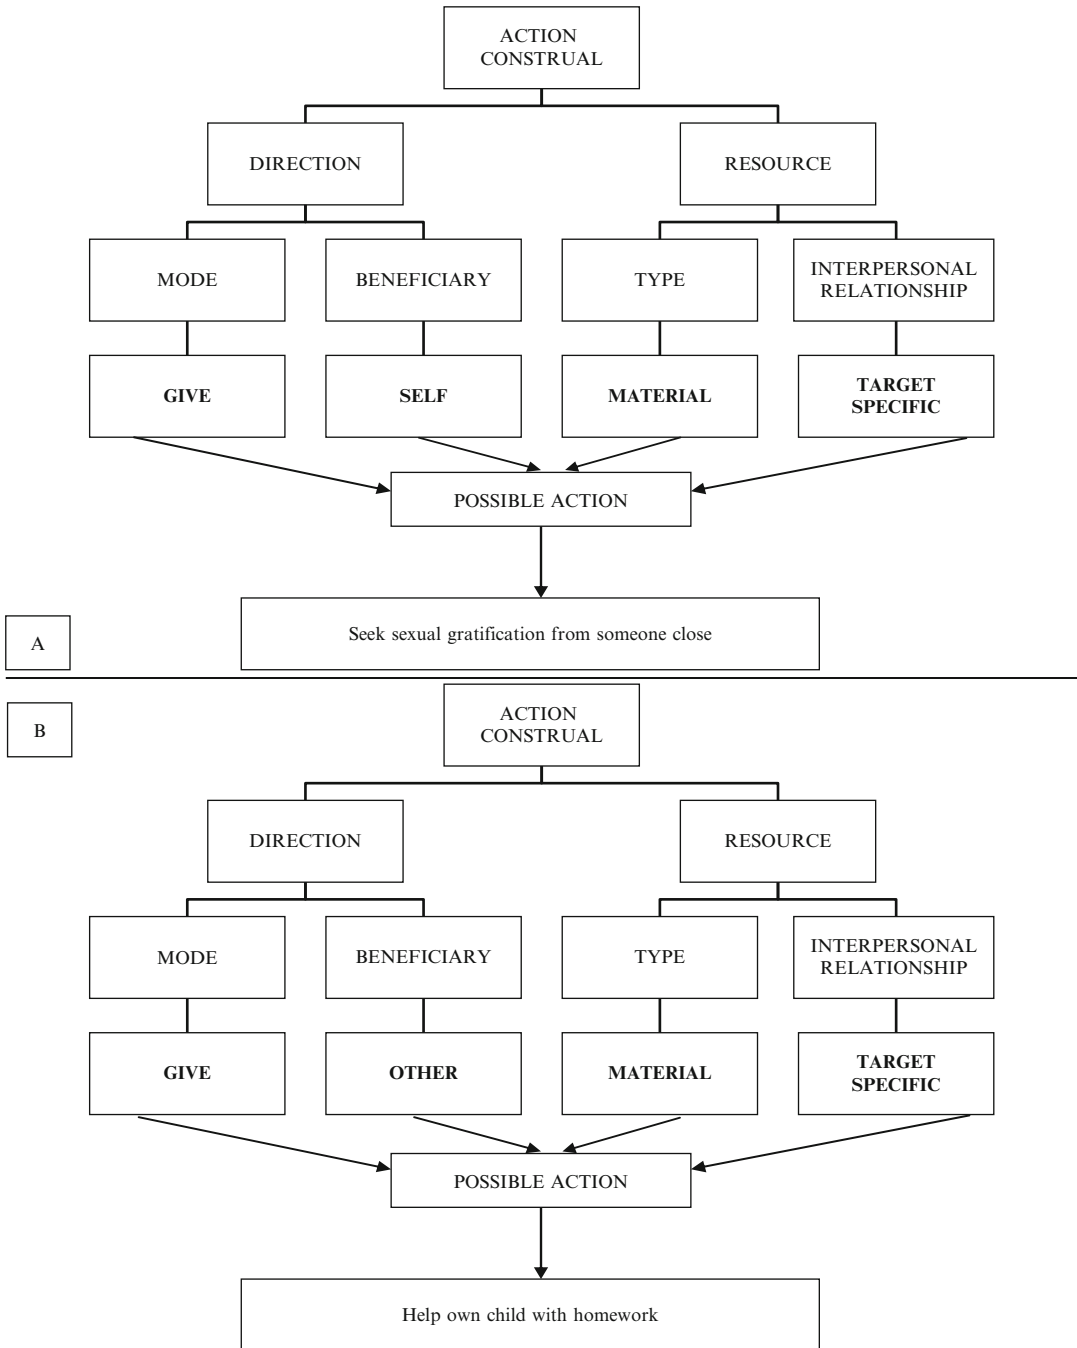 ACTION
CONSTRUAL
DIRECTION
RESOURCE
MODE
BENEFICIARY
TYPE
INTERPERSONAL
RELATIONSHIP
GIVE
SELF
MATERIAL
TARGET
SPECIFIC
POSSIBLE ACTION
Seek sexual gratification from someone close
A
B
ACTION
CONSTRUAL
DIRECTION
RESOURCE
MODE
BENEFICIARY
TYPE
INTERPERSONAL
RELATIONSHIP
GIVE
OTHER
MATERIAL
TARGET
SPECIFIC
POSSIBLE ACTION
Help own child with homework